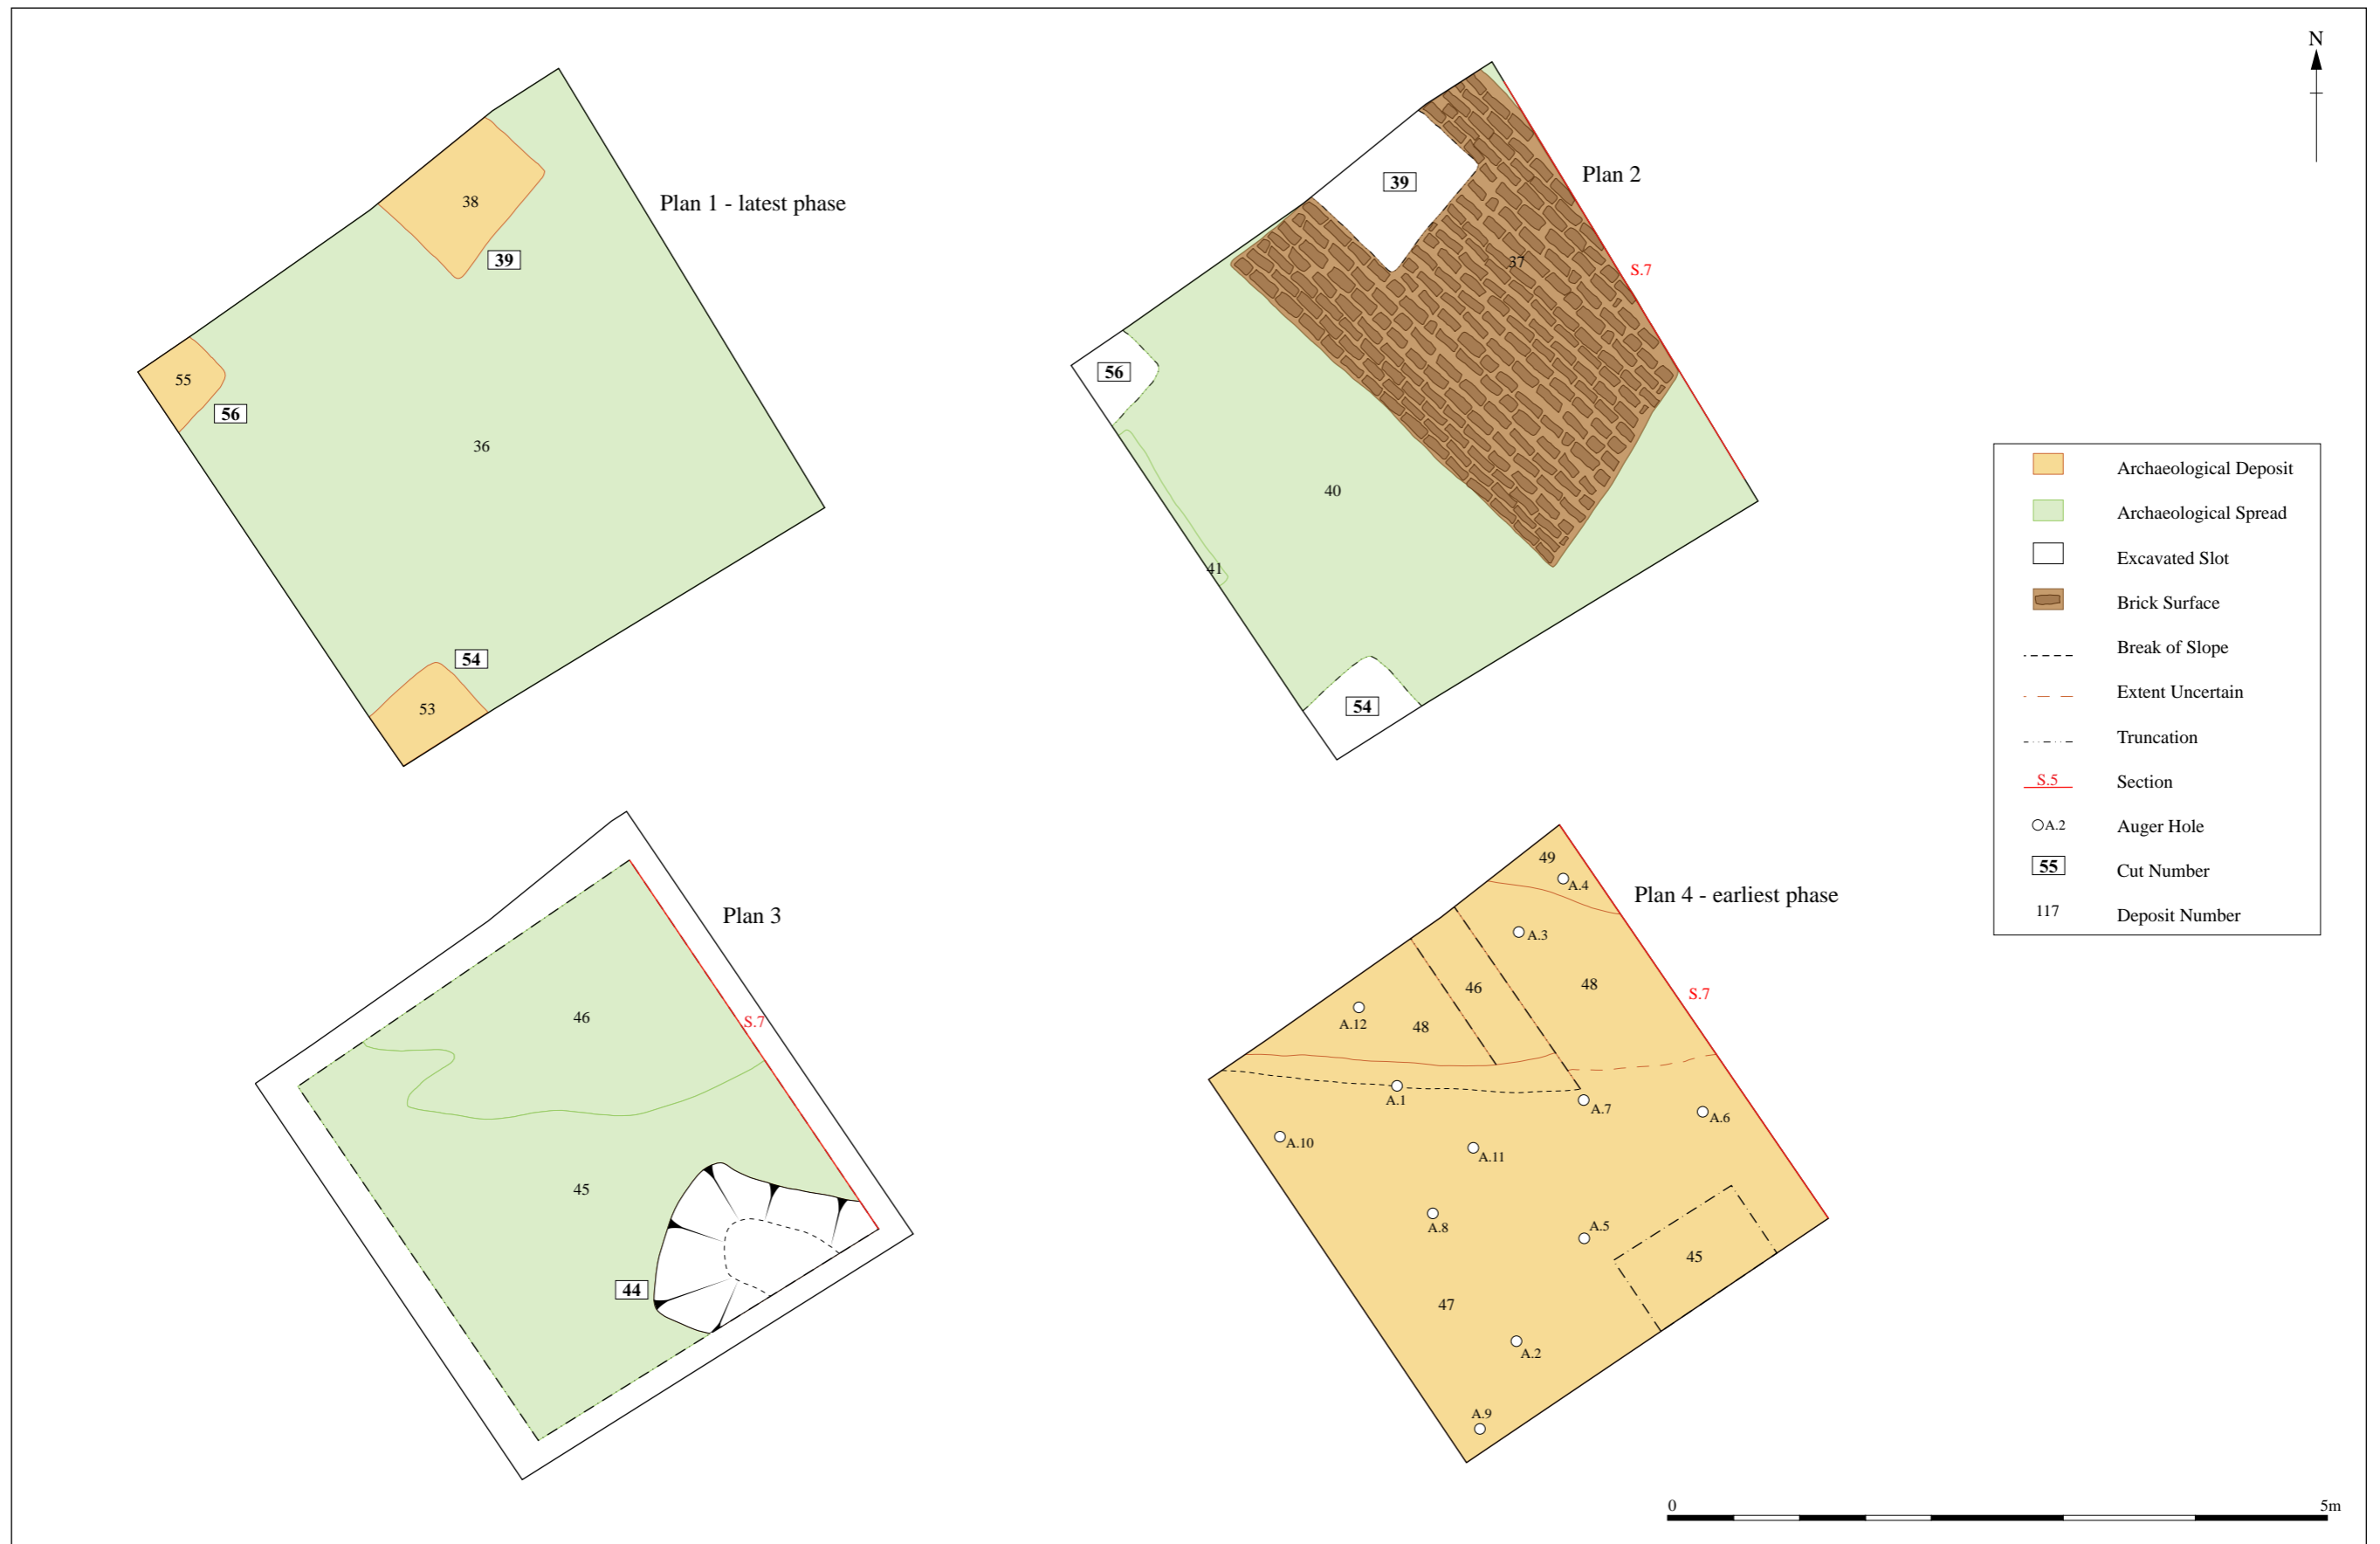 N
Plan 1 - latest phase
38
39
55
56
36
54
53
Plan 2
39
37
S.7
56
40
41
54
Archaeological Deposit
Archaeological Spread
Excavated Slot
Brick Surface
Break of Slope
Extent Uncertain
Truncation
S.5 Section
A.2 Auger Hole
55 Cut Number
117 Deposit Number
Plan 3
46
S.7
45
44
Plan 4 - earliest phase
49
A.4
A.3
46
48
S.7
A.12
48
A.1
A.7
A.6
A.10
A.11
A.8
A.5
45
47
A.2
A.9
0 5m